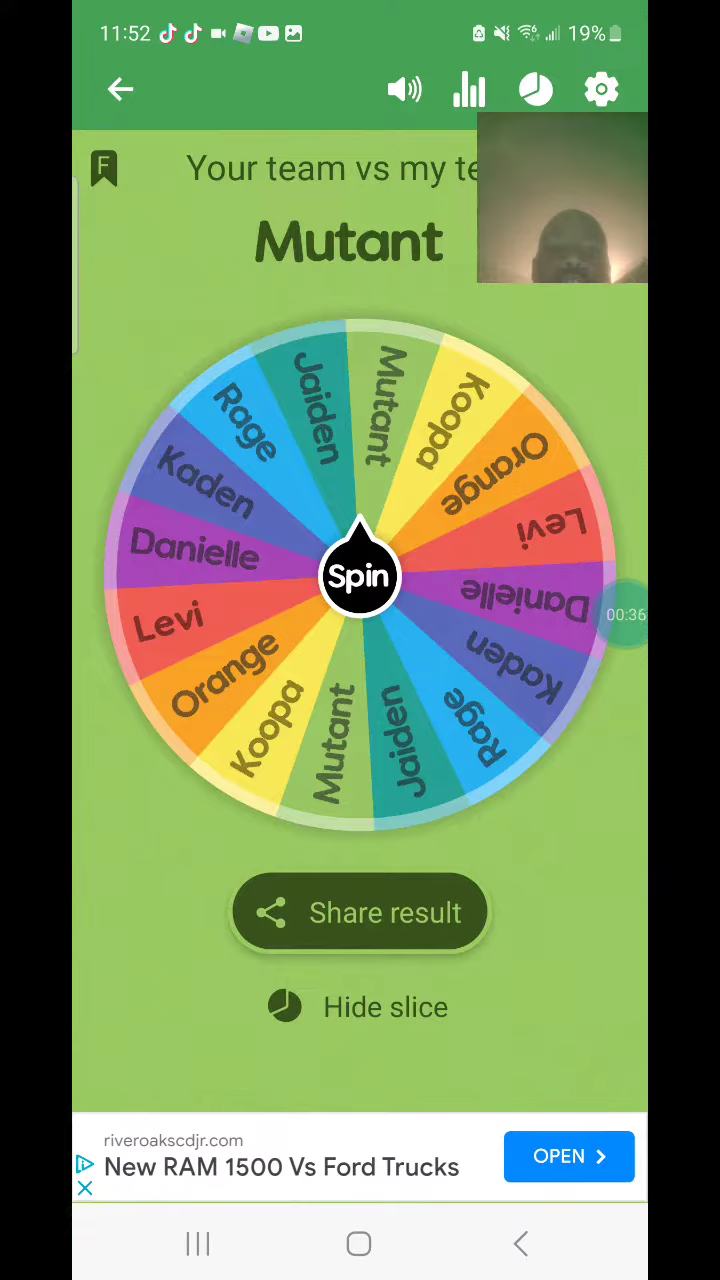 11:52
19%
F
Your team vs my te
Mutant
Mutant
Koopa
Orange
Levi
Danielle
Kaden
Rage
Jaiden
Mutant
Koopa
Orange
Levi
Danielle
Kaden
Rage
Jaiden
Spin
00:36
Share result
Hide slice
riveroakscdjr.com
New RAM 1500 Vs Ford Trucks
OPEN